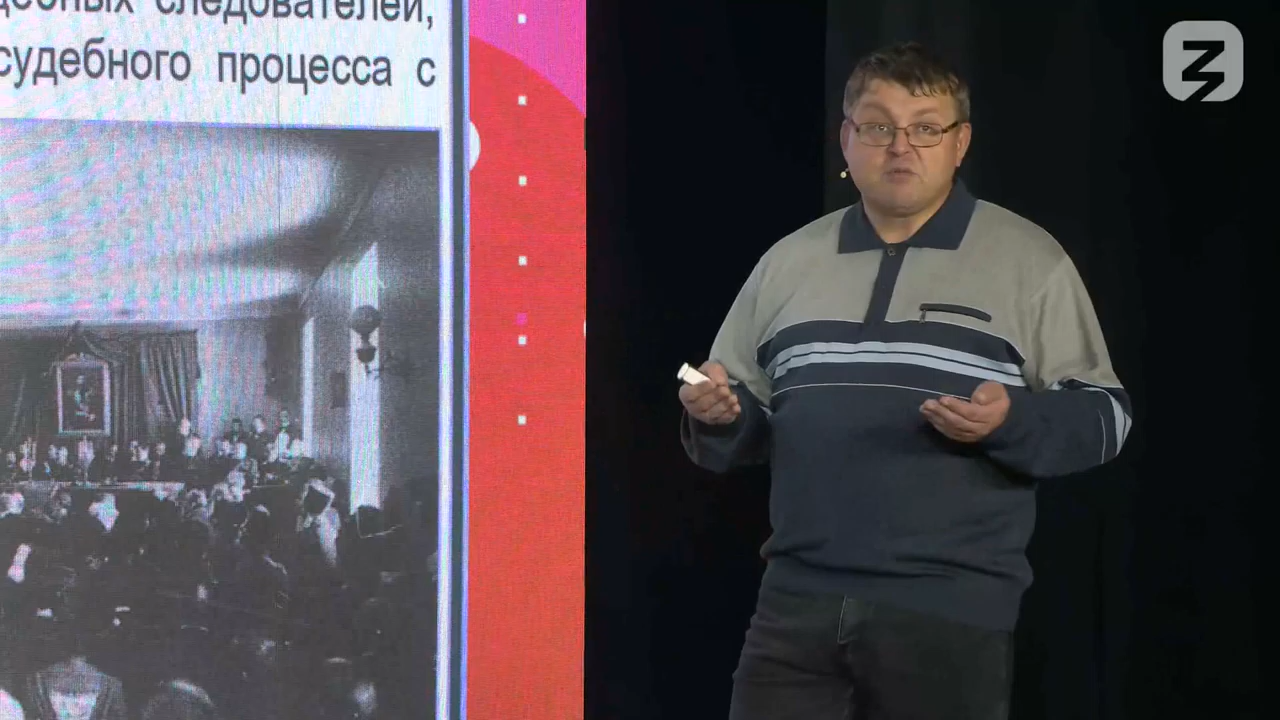 следователей,
судебного процесса с